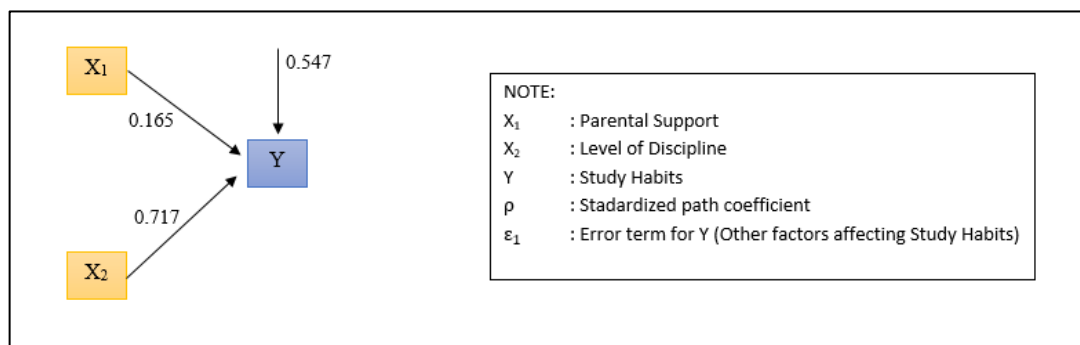 X₁
0.547
0.165
Y
0.717
X₂
NOTE:
X₁ : Parental Support
X₂ : Level of Discipline
Y : Study Habits
ρ : Stadardized path coefficient
ε₁ : Error term for Y (Other factors affecting Study Habits)